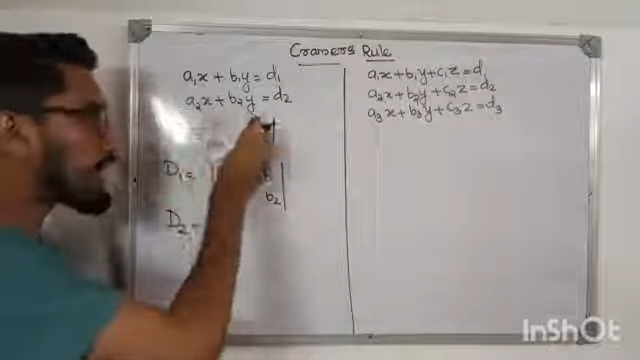 Cramers Rule
a₁x + b₁y = d₁
a₂x + b₂y = d₂
D₁ =
b₂
D₂ =
a₁x + b₁y + c₁z = d₁
a₂x + b₂y + c₂z = d₂
a₃x + b₃y + c₃z = d₃
InShOt